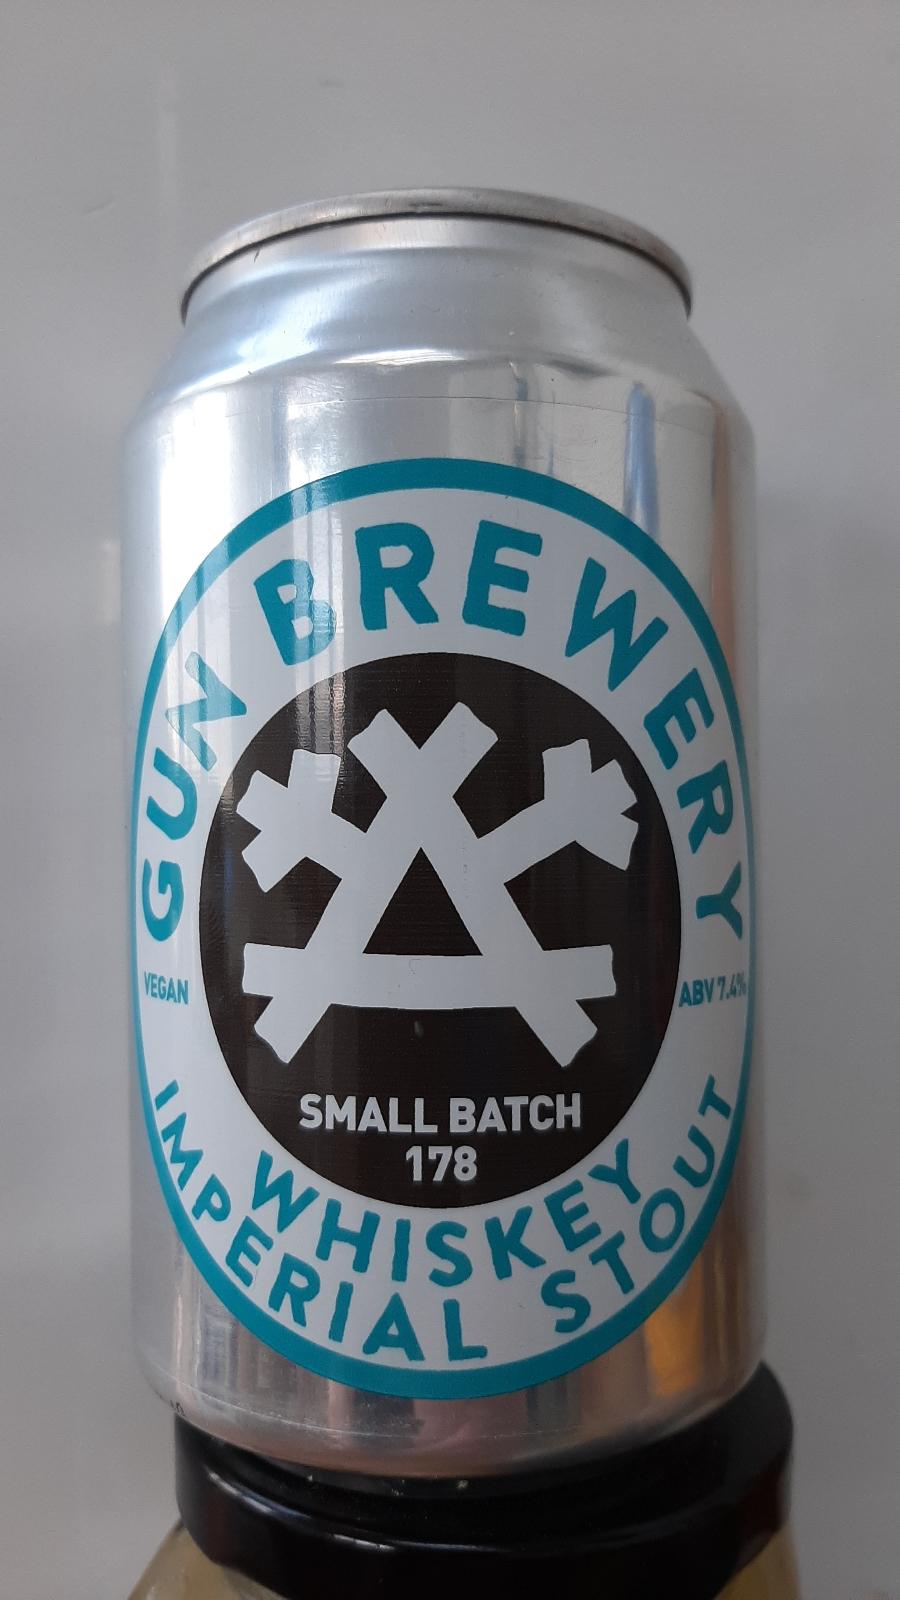 GUN BREWERY
VEGAN
ABV 7.4%
SMALL BATCH
178
WHISKEY
IMPERIAL STOUT